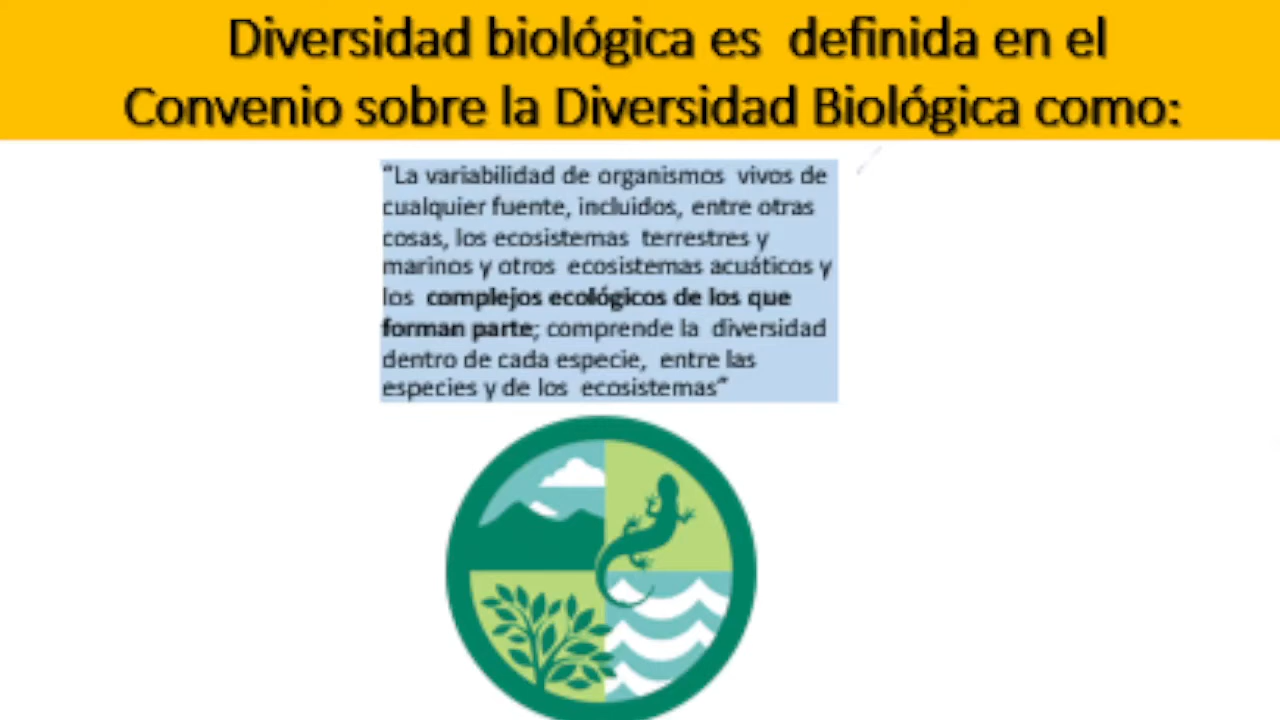 Diversidad biológica es definida en el
Convenio sobre la Diversidad Biológica como:
“La variabilidad de organismos vivos de
cualquier fuente, incluidos, entre otras
cosas, los ecosistemas terrestres y
marinos y otros ecosistemas acuáticos y
los complejos ecológicos de los que
forman parte; comprende la diversidad
dentro de cada especie, entre las
especies y de los ecosistemas”